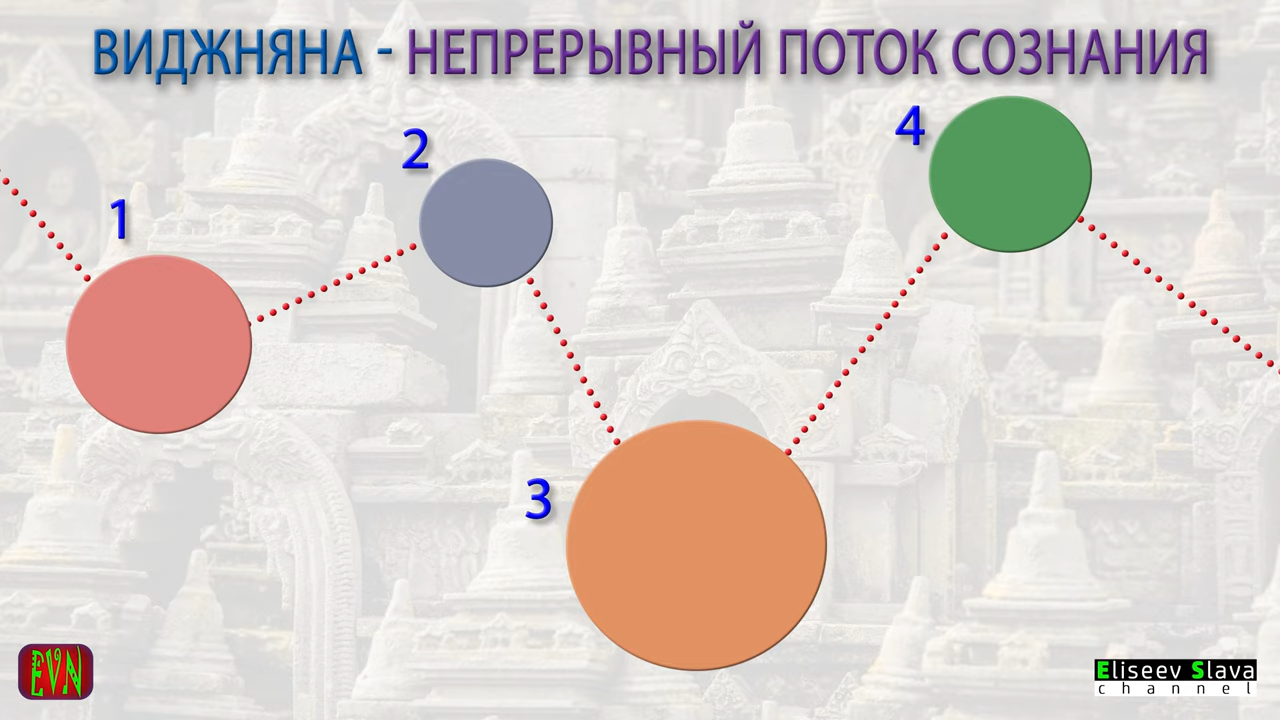 ВИДЖНЯНА - НЕПРЕРЫВНЫЙ ПОТОК СОЗНАНИЯ
1
2
3
4
EVN
Eliseev Slava
channel